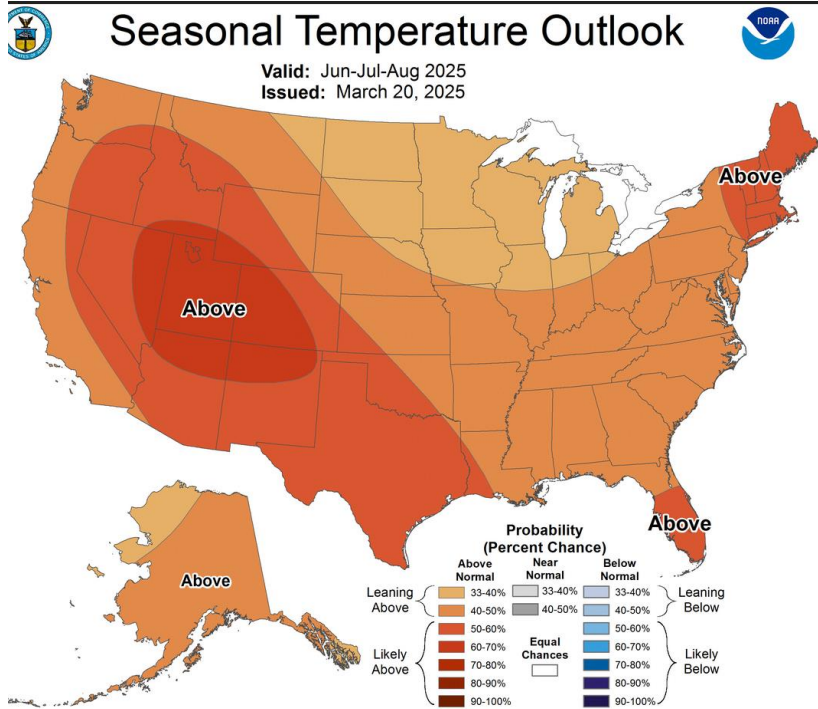 Seasonal Temperature Outlook
NOAA
Valid: Jun-Jul-Aug 2025
Issued: March 20, 2025
Above
Above
Above
Above
Probability
(Percent Chance)
Above Normal
Near Normal
Below Normal
Leaning Above
33-40%
33-40%
33-40%
Leaning Below
40-50%
40-50%
40-50%
Likely Above
50-60%
Equal Chances
50-60%
Likely Below
60-70%
60-70%
70-80%
70-80%
80-90%
80-90%
90-100%
90-100%